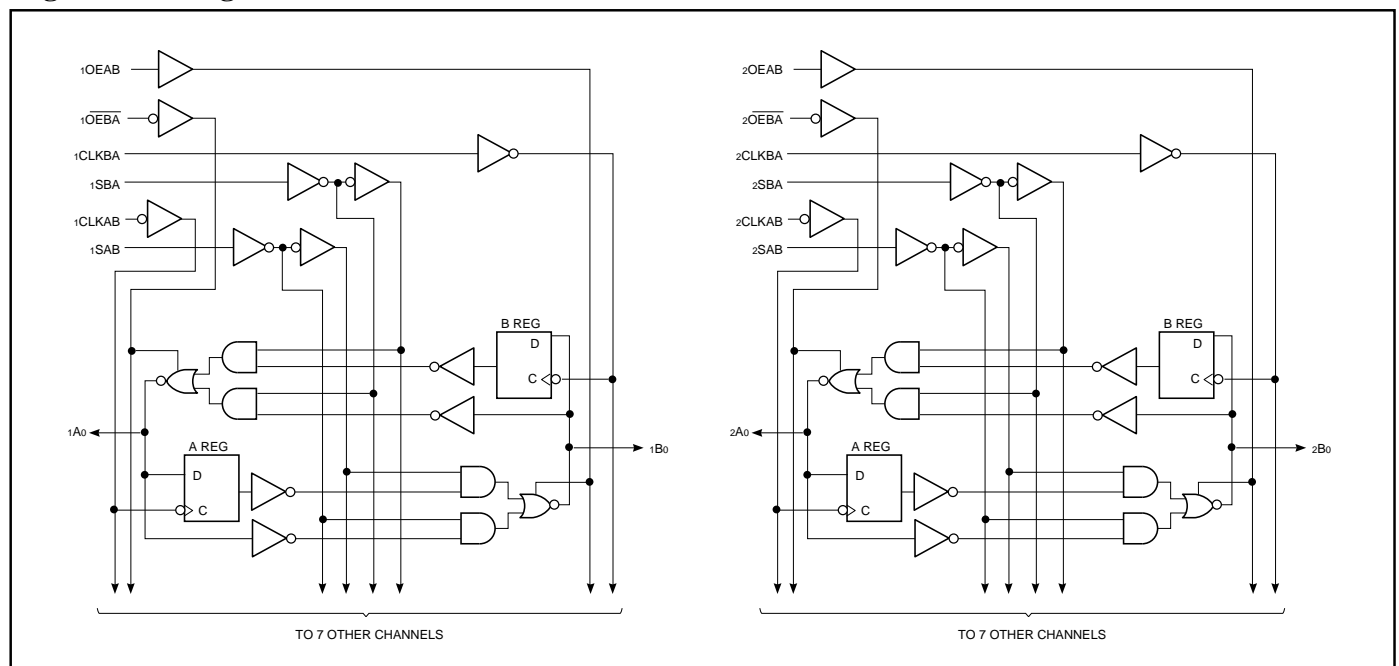 1OEAB
1OEBA
1CLKBA
1SBA
1CLKAB
1SAB
B REG
D
C
1A0
A REG
D
C
1B0
TO 7 OTHER CHANNELS
2OEAB
2OEBA
2CLKBA
2SBA
2CLKAB
2SAB
B REG
D
C
2A0
A REG
D
C
2B0
TO 7 OTHER CHANNELS